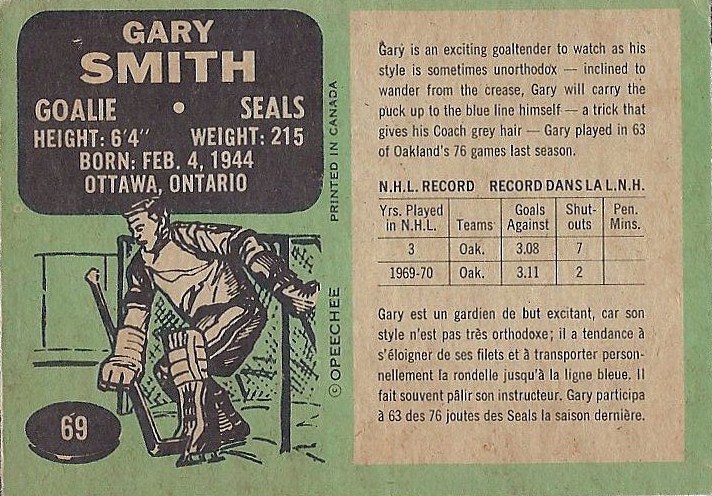 GARY
SMITH
GOALIE • SEALS
HEIGHT: 6'4" WEIGHT: 215
BORN: FEB. 4, 1944
OTTAWA, ONTARIO
69
© OPEECHEE PRINTED IN CANADA
Gary is an exciting goaltender to watch as his
style is sometimes unorthodox — inclined to
wander from the crease, Gary will carry the
puck up to the blue line himself — a trick that
gives his Coach grey hair — Gary played in 63
of Oakland's 76 games last season.
N.H.L. RECORD RECORD DANS LA L.N.H.
Yrs. Played Goals Shut- Pen.
in N.H.L. Teams Against outs Mins.
3 Oak. 3.08 7
1969-70 Oak. 3.11 2
Gary est un gardien de but excitant, car son
style n'est pas très orthodoxe; il a tendance à
s'éloigner de ses filets et à transporter person-
nellement la rondelle jusqu'à la ligne bleue. Il
fait souvent pâlir son instructeur. Gary participa
à 63 des 76 joutes des Seals la saison dernière.